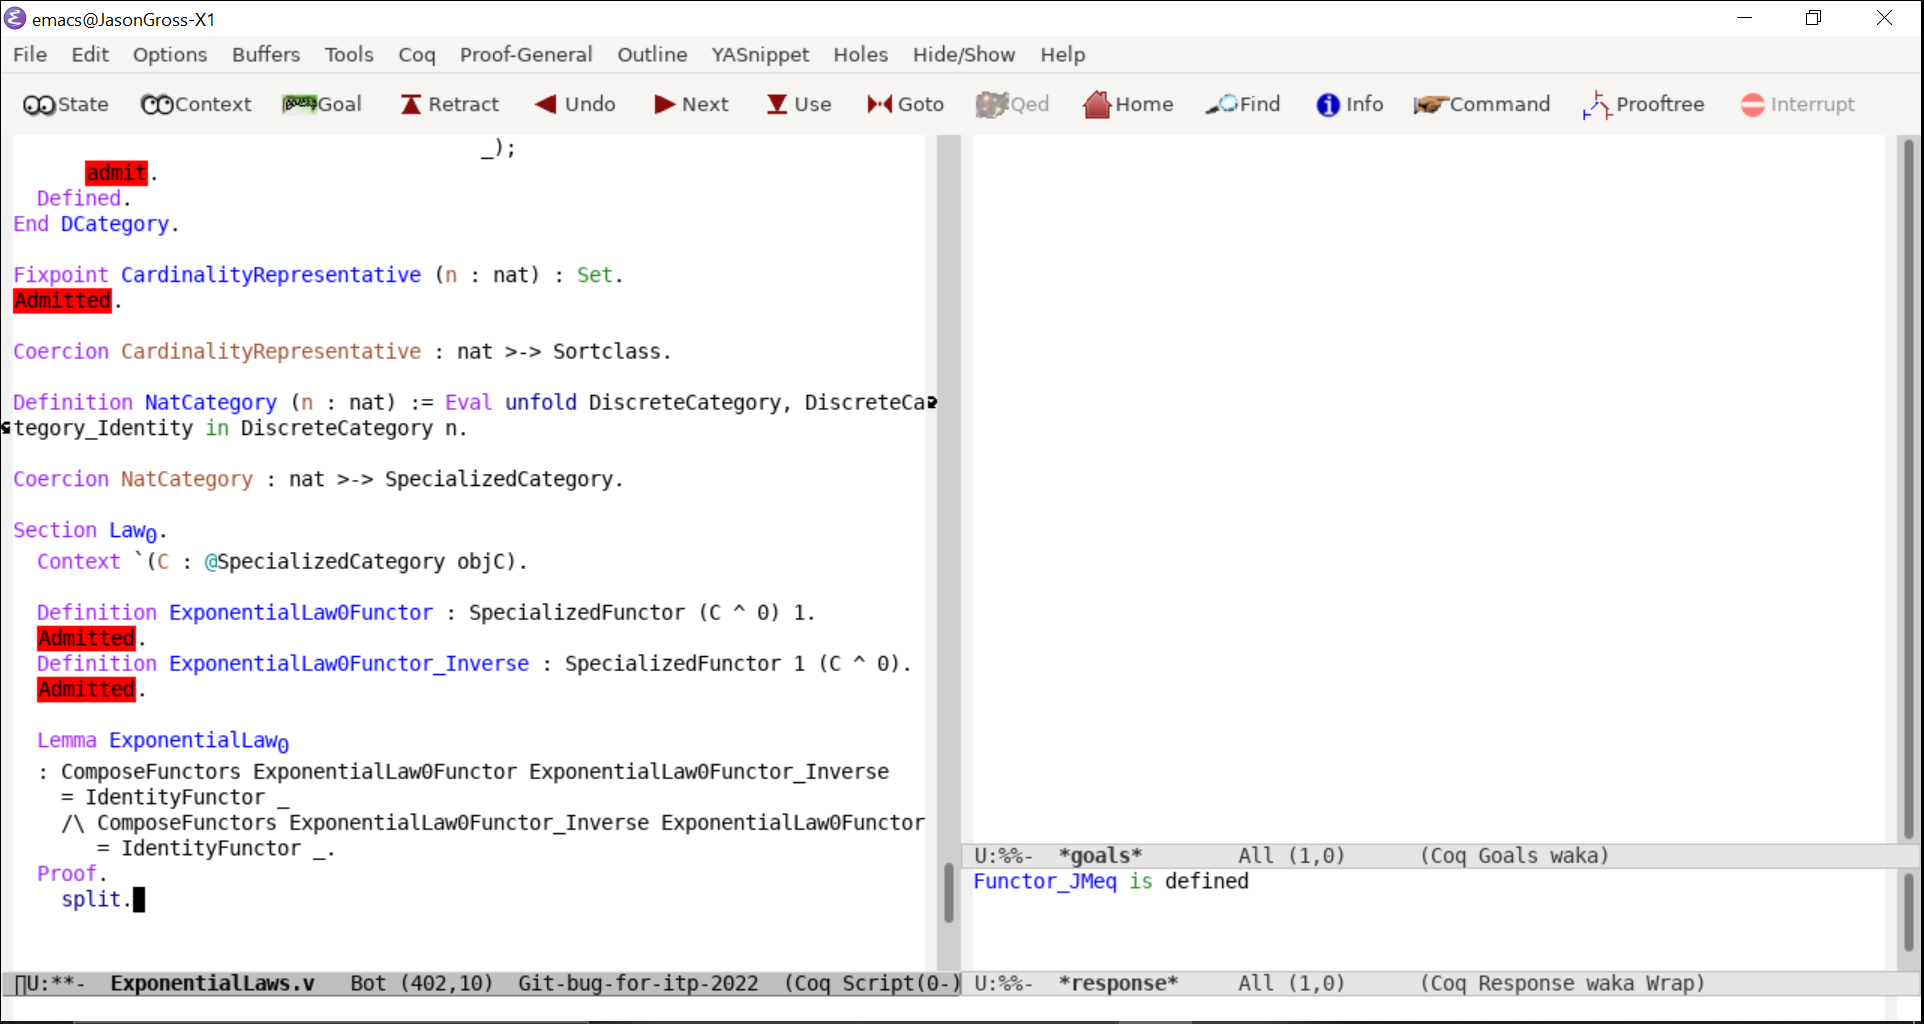 emacs@JasonGross-X1
File Edit Options Buffers Tools Coq Proof-General Outline YASnippet Holes Hide/Show Help
State Context Goal Retract Undo Next Use Goto Qed Home Find Info Command Prooftree Interrupt
_);
admit.
Defined.
End DCategory.
Fixpoint CardinalityRepresentative (n : nat) : Set.
Admitted.
Coercion CardinalityRepresentative : nat >-> Sortclass.
Definition NatCategory (n : nat) := Eval unfold DiscreteCategory, DiscreteCa
tegory_Identity in DiscreteCategory n.
Coercion NatCategory : nat >-> SpecializedCategory.
Section Law₀.
Context `(C : @SpecializedCategory objC).
Definition ExponentialLaw0Functor : SpecializedFunctor (C ^ 0) 1.
Admitted.
Definition ExponentialLaw0Functor_Inverse : SpecializedFunctor 1 (C ^ 0).
Admitted.
Lemma ExponentialLaw₀
: ComposeFunctors ExponentialLaw0Functor ExponentialLaw0Functor_Inverse
= IdentityFunctor _
/\ ComposeFunctors ExponentialLaw0Functor_Inverse ExponentialLaw0Functor
= IdentityFunctor _.
Proof.
split.
U:**- ExponentialLaws.v Bot (402,10) Git-bug-for-itp-2022 (Coq Script(0-)
U:%%- *goals* All (1,0) (Coq Goals waka)
Functor_JMeq is defined
U:%%- *response* All (1,0) (Coq Response waka Wrap)